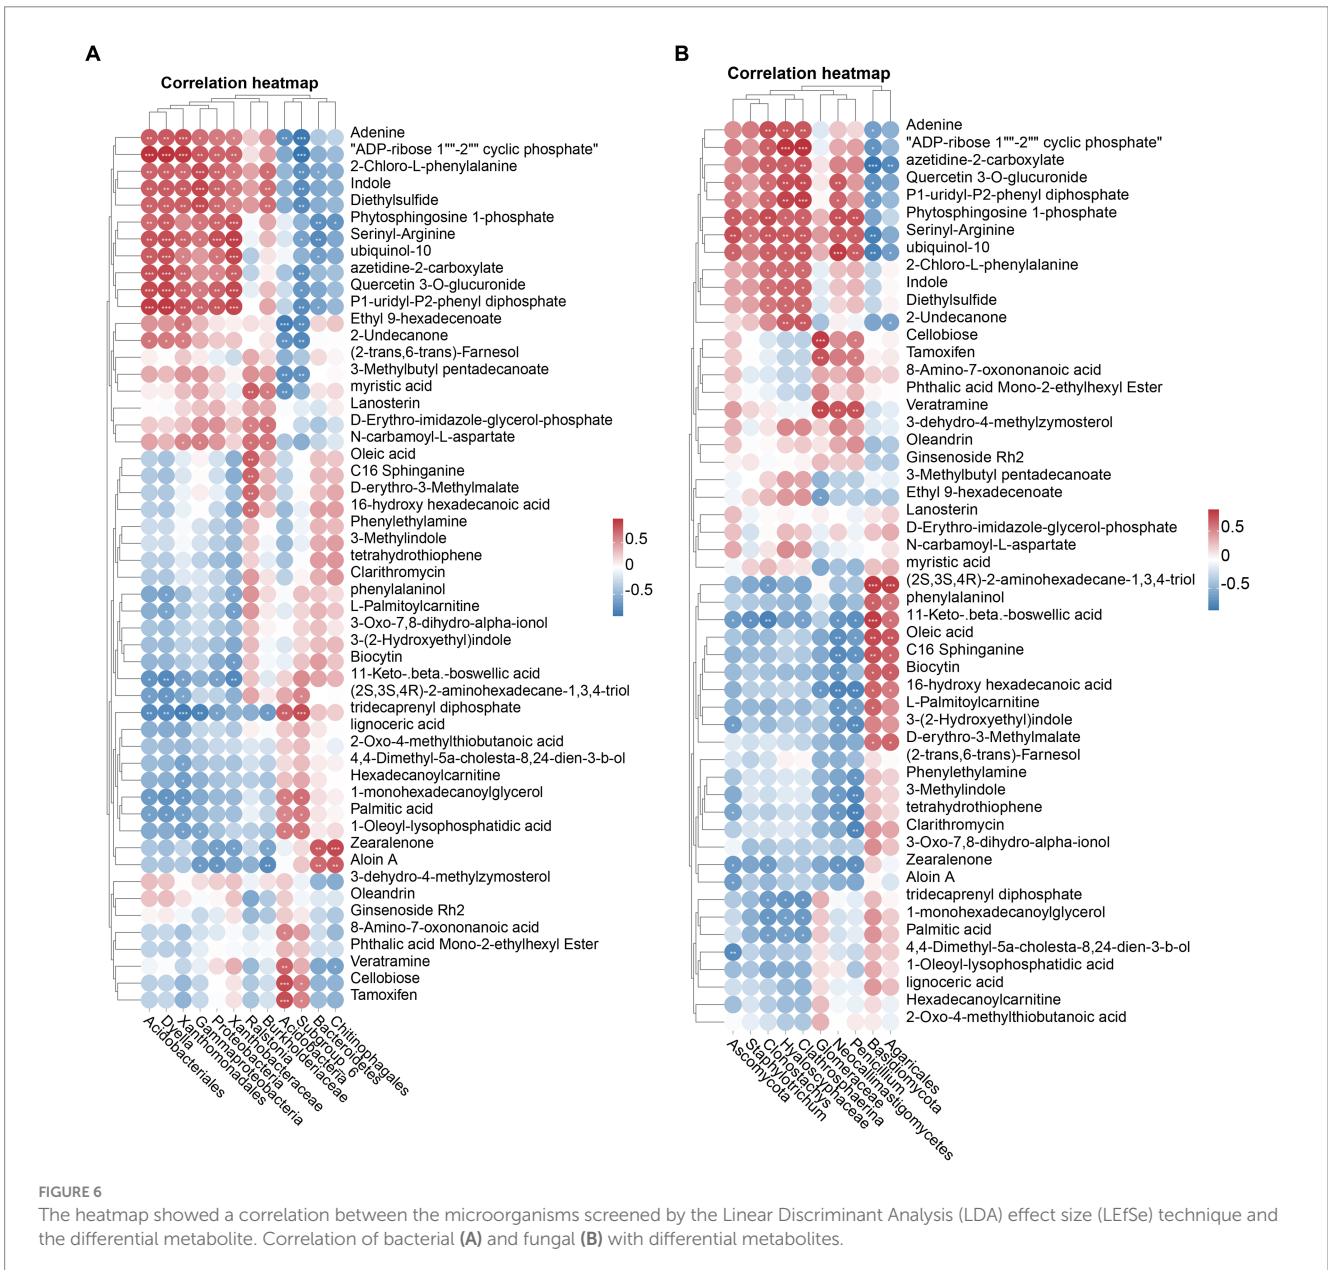 A
Correlation heatmap
Adenine
"ADP-ribose 1""-2"" cyclic phosphate"
2-Chloro-L-phenylalanine
Indole
Diethylsulfide
Phytosphingosine 1-phosphate
Serinyl-Arginine
ubiquinol-10
azetidine-2-carboxylate
Quercetin 3-O-glucuronide
P1-uridyl-P2-phenyl diphosphate
Ethyl 9-hexadecenoate
2-Undecanone
(2-trans,6-trans)-Farnesol
3-Methylbutyl pentadecanoate
myristic acid
Lanosterin
D-Erythro-imidazole-glycerol-phosphate
N-carbamoyl-L-aspartate
Oleic acid
C16 Sphinganine
D-erythro-3-Methylmalate
16-hydroxy hexadecanoic acid
Phenylethylamine
3-Methylindole
tetrahydrothiophene
Clarithromycin
phenylalaninol
L-Palmitoylcarnitine
3-Oxo-7,8-dihydro-alpha-ionol
3-(2-Hydroxyethyl)indole
Biocytin
11-Keto-.beta.-boswellic acid
(2S,3S,4R)-2-aminohexadecane-1,3,4-triol
tridecaprenyl diphosphate
lignoceric acid
2-Oxo-4-methylthiobutanoic acid
4,4-Dimethyl-5a-cholesta-8,24-dien-3-b-ol
Hexadecanoylcarnitine
1-monohexadecanoylglycerol
Palmitic acid
1-Oleoyl-lysophosphatidic acid
Zearalenone
Aloin A
3-dehydro-4-methylzymosterol
Oleandrin
Ginsenoside Rh2
8-Amino-7-oxononanoic acid
Phthalic acid Mono-2-ethylhexyl Ester
Veratramine
Cellobiose
Tamoxifen
0.5
0
-0.5
Acidobacteriales
Dyella
Xanthomonadales
Gammaproteobacteria
Proteobacteria
Xanthobacteraceae
Ralstonia
Burkholderiaceae
Acidobacteria
Subgroup 6
Bacteroidetes
Chitinophagales
B
Correlation heatmap
Adenine
"ADP-ribose 1""-2"" cyclic phosphate"
azetidine-2-carboxylate
Quercetin 3-O-glucuronide
P1-uridyl-P2-phenyl diphosphate
Phytosphingosine 1-phosphate
Serinyl-Arginine
ubiquinol-10
2-Chloro-L-phenylalanine
Indole
Diethylsulfide
2-Undecanone
Cellobiose
Tamoxifen
8-Amino-7-oxononanoic acid
Phthalic acid Mono-2-ethylhexyl Ester
Veratramine
3-dehydro-4-methylzymosterol
Oleandrin
Ginsenoside Rh2
3-Methylbutyl pentadecanoate
Ethyl 9-hexadecenoate
Lanosterin
D-Erythro-imidazole-glycerol-phosphate
N-carbamoyl-L-aspartate
myristic acid
(2S,3S,4R)-2-aminohexadecane-1,3,4-triol
phenylalaninol
11-Keto-.beta.-boswellic acid
Oleic acid
C16 Sphinganine
Biocytin
16-hydroxy hexadecanoic acid
L-Palmitoylcarnitine
3-(2-Hydroxyethyl)indole
D-erythro-3-Methylmalate
(2-trans,6-trans)-Farnesol
Phenylethylamine
3-Methylindole
tetrahydrothiophene
Clarithromycin
3-Oxo-7,8-dihydro-alpha-ionol
Zearalenone
Aloin A
tridecaprenyl diphosphate
1-monohexadecanoylglycerol
Palmitic acid
4,4-Dimethyl-5a-cholesta-8,24-dien-3-b-ol
1-Oleoyl-lysophosphatidic acid
lignoceric acid
Hexadecanoylcarnitine
2-Oxo-4-methylthiobutanoic acid
0.5
0
-0.5
Ascomycota
Staphylotrichum
Clonostachys
Hyaloscyphaceae
Clathrosphaerina
Glomeraceae
Neocallimastigomycetes
Penicillium
Basidiomycota
Agaricales
FIGURE 6
The heatmap showed a correlation between the microorganisms screened by the Linear Discriminant Analysis (LDA) effect size (LEfSe) technique and
the differential metabolite. Correlation of bacterial (A) and fungal (B) with differential metabolites.